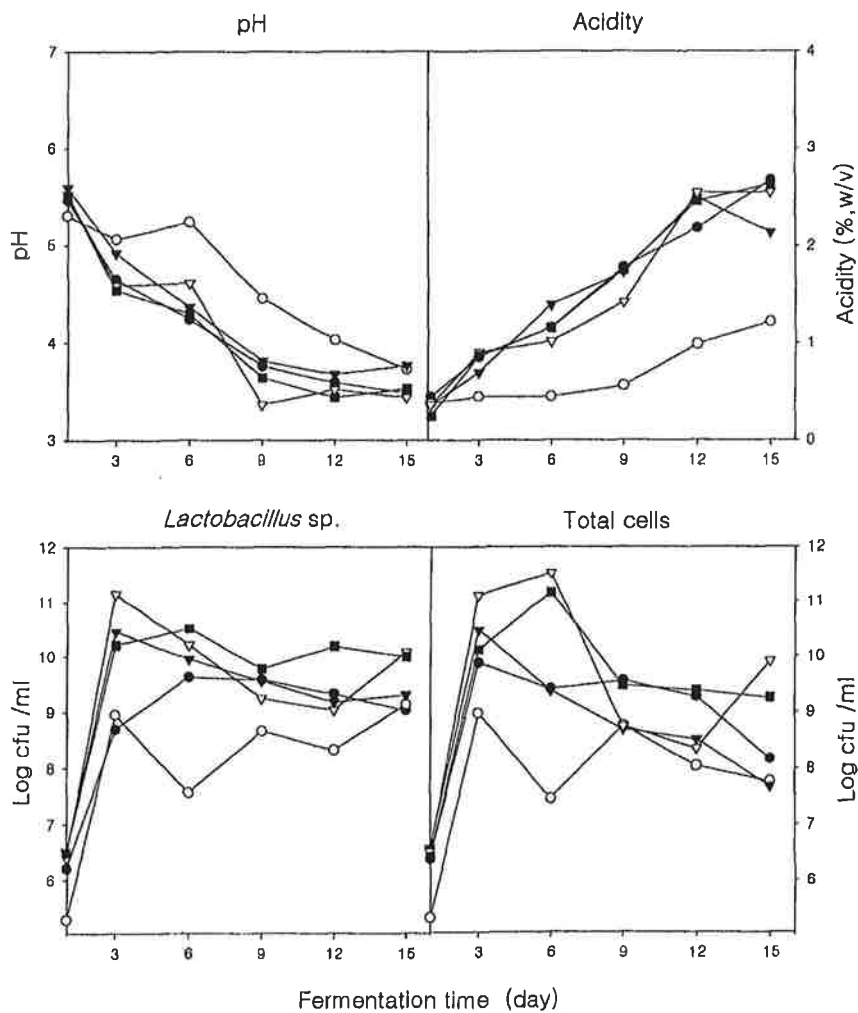 pH
Acidity
7
6
5
4
3
pH
4
3
2
1
0
Acidity (%,w/v)
3 6 9 12 15
3 6 9 12 15
Lactobacillus sp.
Total cells
12
11
10
9
8
7
6
Log cfu /ml
12
11
10
9
8
7
6
Log cfu /ml
3 6 9 12 15
3 6 9 12 15
Fermentation time (day)